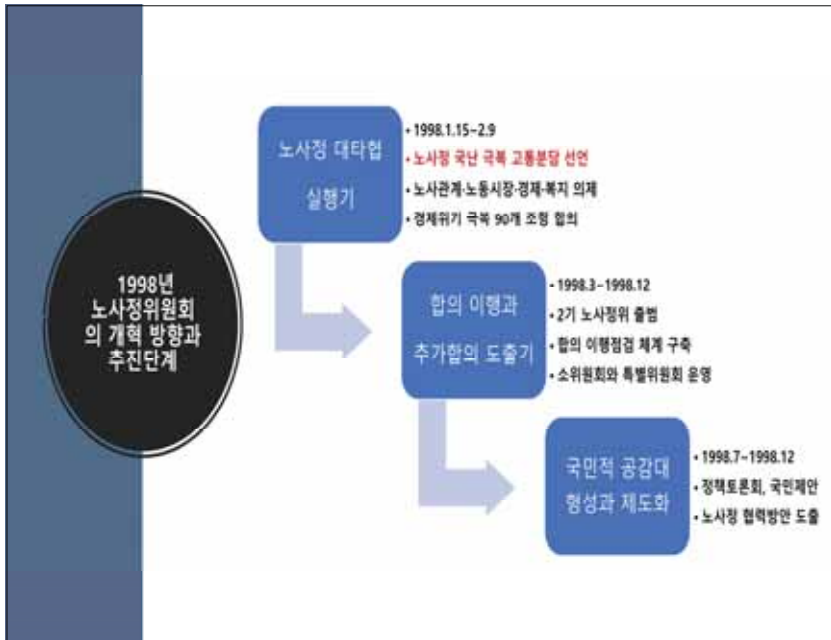 1998년
노사정위원회
의 개혁 방향과
추진단계
노사정 대타협
실행기
• 1998.1.15~2.9
• 노사정 국난 극복 고통분담 선언
• 노사관계·노동시장·경제·복지 의제
• 경제위기 극복 90개 조항 합의
합의 이행과
추가합의 도출기
• 1998.3~1998.12
• 2기 노사정위 출범
• 합의 이행점검 체계 구축
• 소위원회와 특별위원회 운영
국민적 공감대
형성과 제도화
• 1998.7~1998.12
• 정책토론회, 국민제안
• 노사정 협력방안 도출